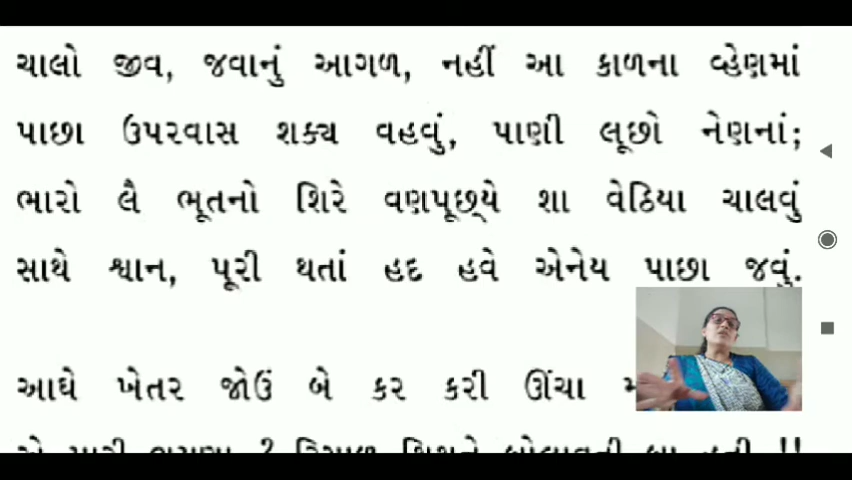 ચાલો જીવ, જવાનું આગળ, નહીં આ કાળના વ્હેણમાં
પાછા ઉપરવાસ શક્ય વહવું, પાણી લૂછો નેણનાં;
ભારો લૈ ભૂતનો શિરે વણપૂછ્યે શા વેઠિયા ચાલવું
સાથે શ્વાન, પૂરી થતાં હદ હવે એનેય પાછા જવું.
આઘે ખેતર જોઉં બે કર કરી ઊંચા